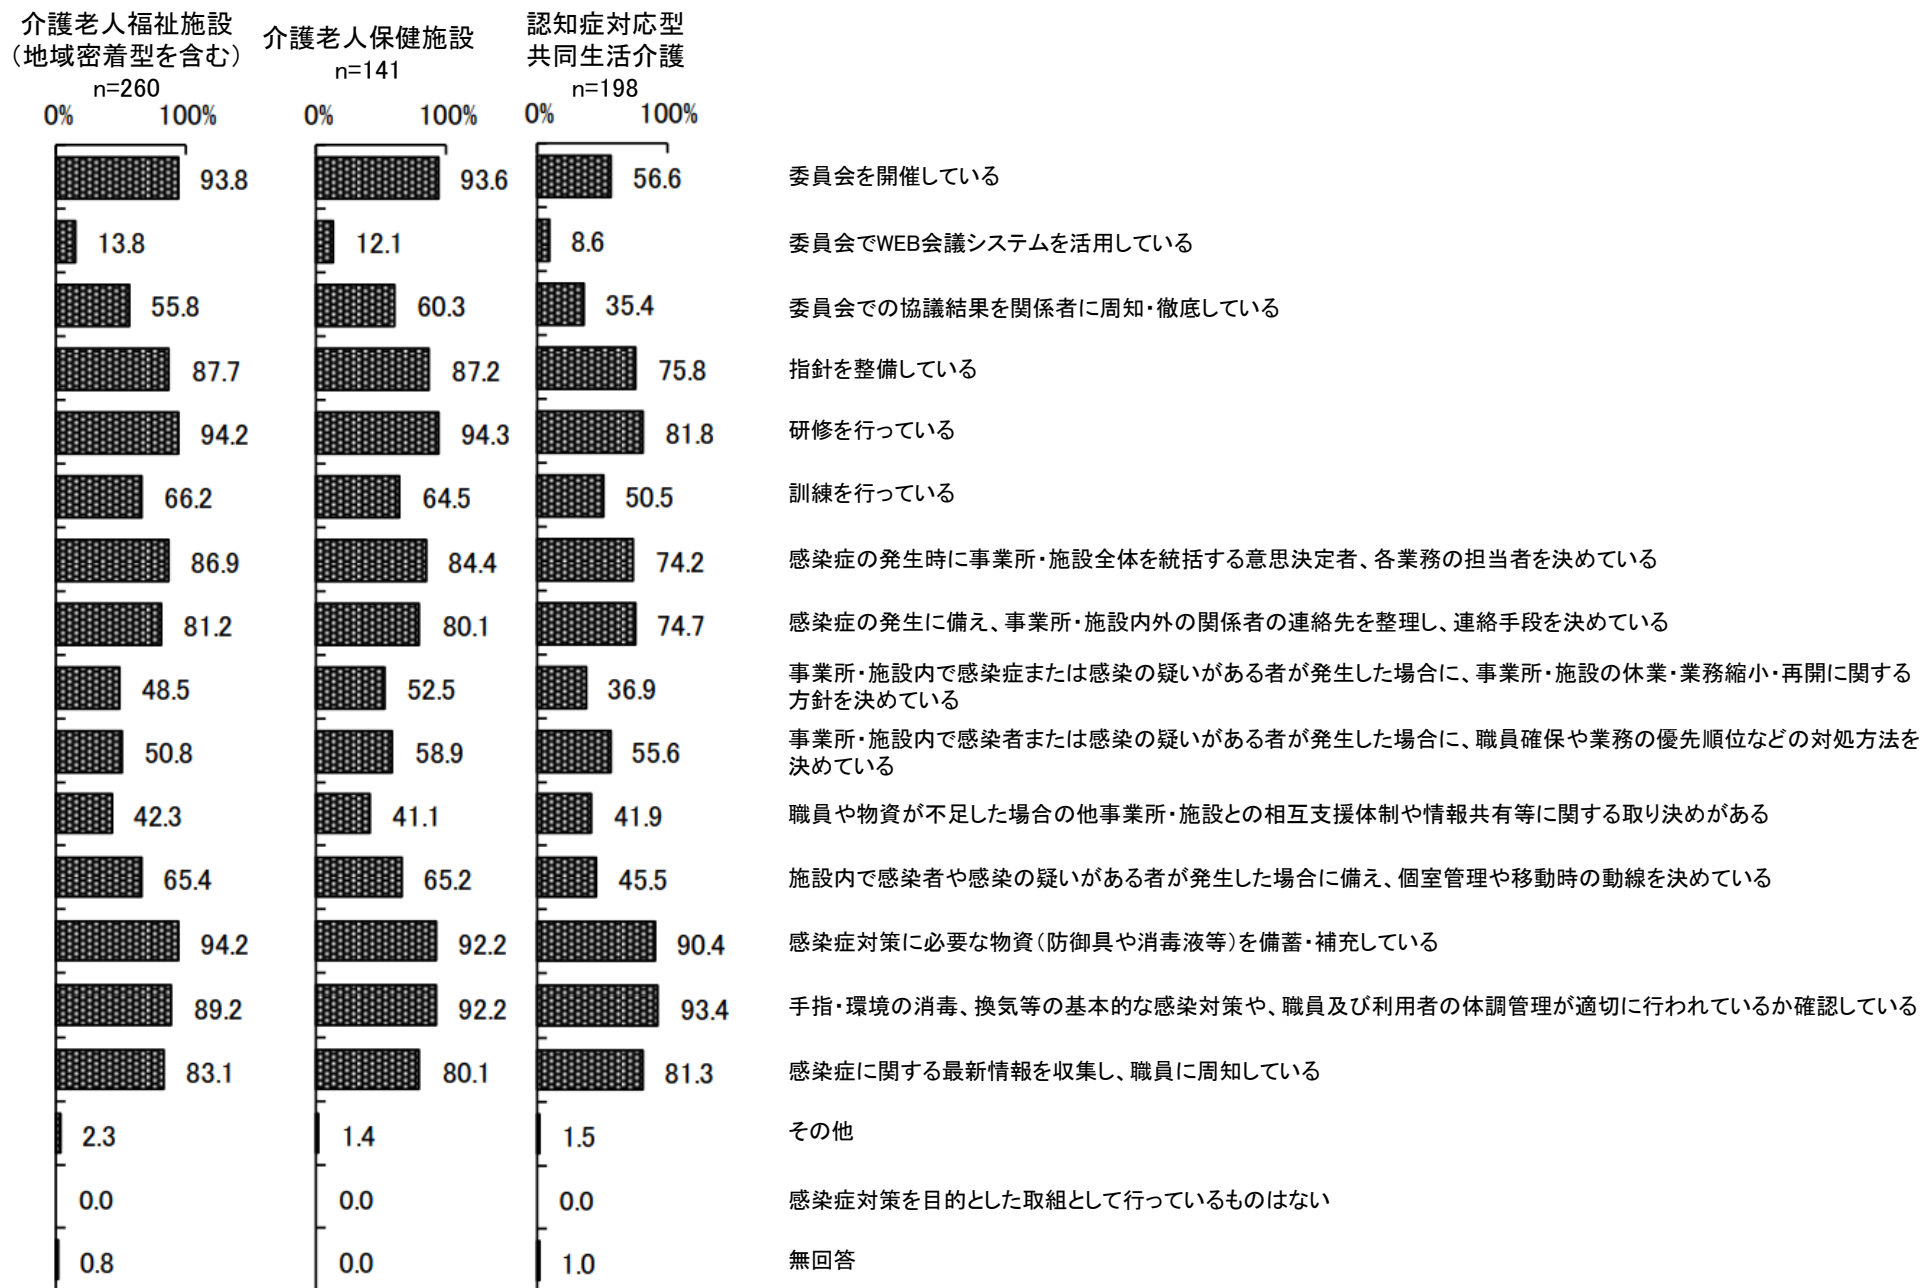 介護老人福祉施設
（地域密着型を含む）
n=260
介護老人保健施設
n=141
認知症対応型
共同生活介護
n=198
0% 100% 0% 100% 0% 100%
93.8 93.6 56.6 委員会を開催している
13.8 12.1 8.6 委員会でWEB会議システムを活用している
55.8 60.3 35.4 委員会での協議結果を関係者に周知・徹底している
87.7 87.2 75.8 指針を整備している
94.2 94.3 81.8 研修を行っている
66.2 64.5 50.5 訓練を行っている
86.9 84.4 74.2 感染症の発生時に事業所・施設全体を統括する意思決定者、各業務の担当者を決めている
81.2 80.1 74.7 感染症の発生に備え、事業所・施設内外の関係者の連絡先を整理し、連絡手段を決めている
48.5 52.5 36.9 事業所・施設内で感染症または感染の疑いがある者が発生した場合に、事業所・施設の休業・業務縮小・再開に関する
方針を決めている
50.8 58.9 55.6 事業所・施設内で感染者または感染の疑いがある者が発生した場合に、職員確保や業務の優先順位などの対処方法を
決めている
42.3 41.1 41.9 職員や物資が不足した場合の他事業所・施設との相互支援体制や情報共有等に関する取り決めがある
65.4 65.2 45.5 施設内で感染者や感染の疑いがある者が発生した場合に備え、個室管理や移動時の動線を決めている
94.2 92.2 90.4 感染症対策に必要な物資（防御具や消毒液等）を備蓄・補充している
89.2 92.2 93.4 手指・環境の消毒、換気等の基本的な感染対策や、職員及び利用者の体調管理が適切に行われているか確認している
83.1 80.1 81.3 感染症に関する最新情報を収集し、職員に周知している
2.3 1.4 1.5 その他
0.0 0.0 0.0 感染症対策を目的とした取組として行っているものはない
0.8 0.0 1.0 無回答